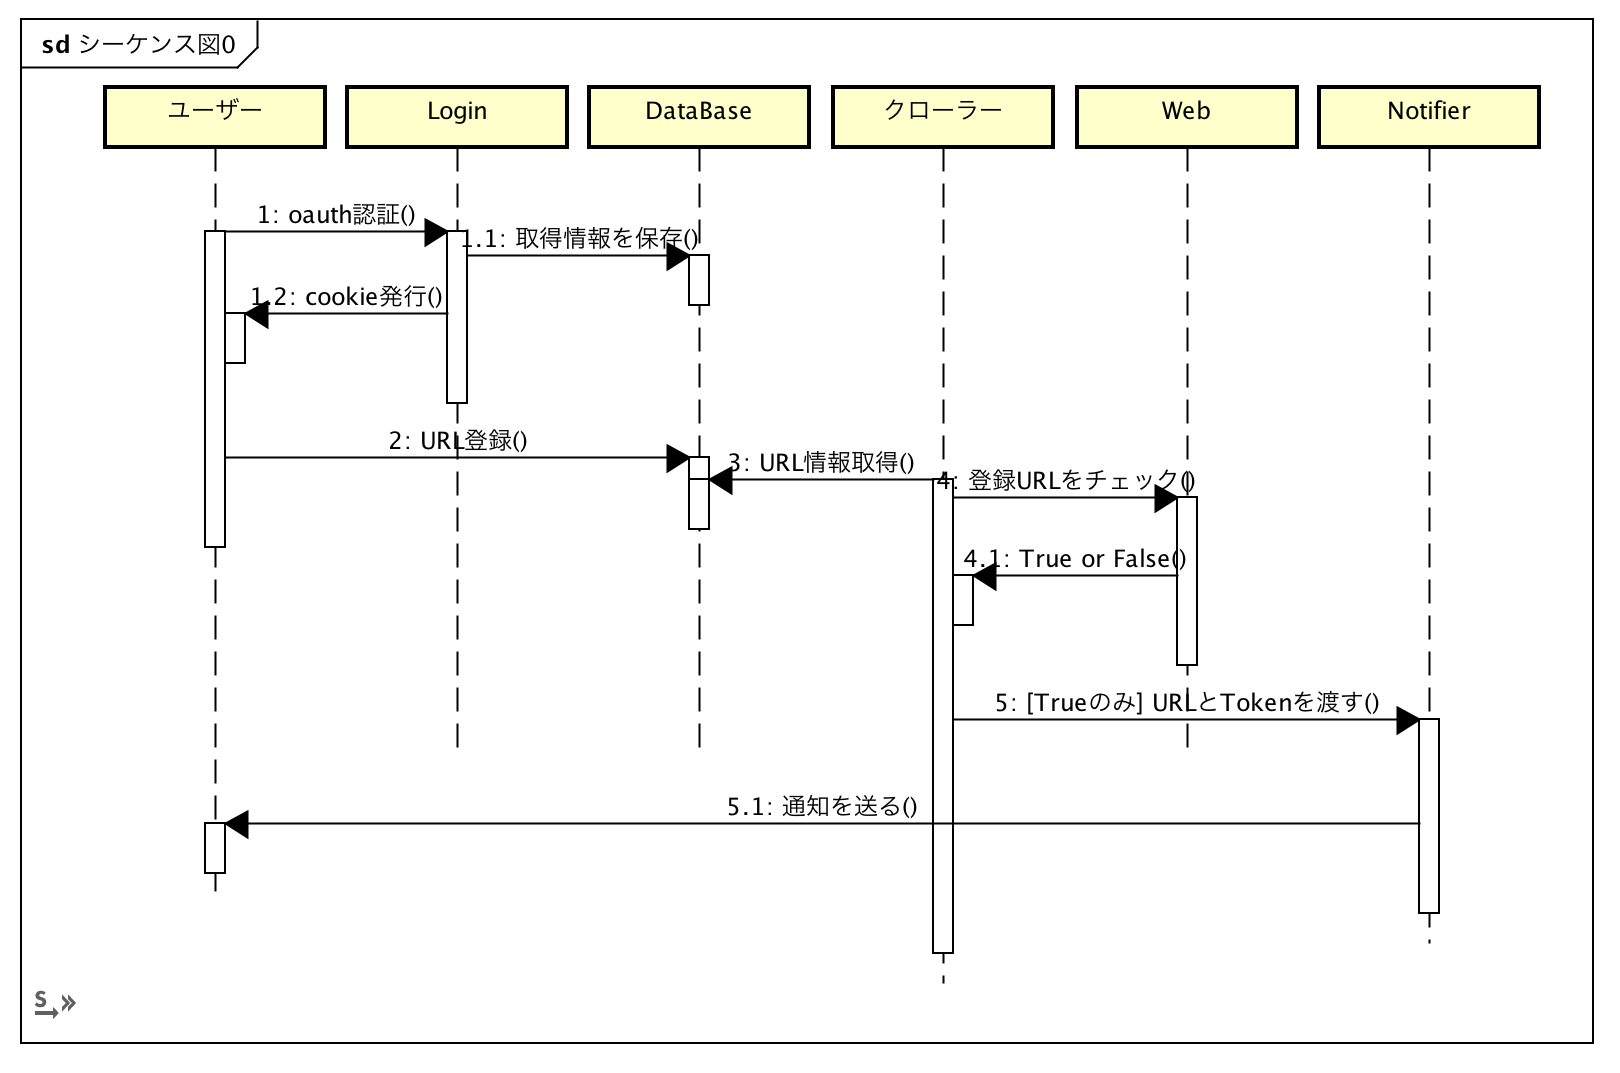 sd シーケンス図0
ユーザー
Login
DataBase
クローラー
Web
Notifier
1: oauth認証()
1.1: 取得情報を保存()
1.2: cookie発行()
2: URL登録()
3: URL情報取得()
4: 登録URLをチェック()
4.1: True or False()
5: [Trueのみ] URLとTokenを渡す()
5.1: 通知を送る()
S